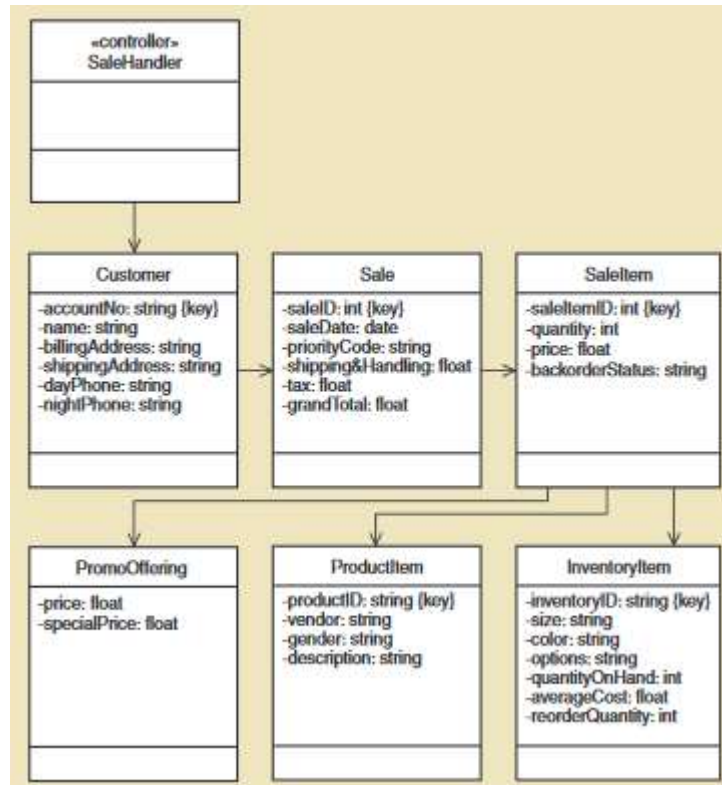 «controller»
SaleHandler
Customer
-accountNo: string {key}
-name: string
-billingAddress: string
-shippingAddress: string
-dayPhone: string
-nightPhone: string
Sale
-saleID: int {key}
-saleDate: date
-priorityCode: string
-shipping&Handling: float
-tax: float
-grandTotal: float
SaleItem
-saleItemID: int {key}
-quantity: int
-price: float
-backorderStatus: string
PromoOffering
-price: float
-specialPrice: float
ProductItem
-productID: string {key}
-vendor: string
-gender: string
-description: string
InventoryItem
-inventoryID: string {key}
-size: string
-color: string
-options: string
-quantityOnHand: int
-averageCost: float
-reorderQuantity: int